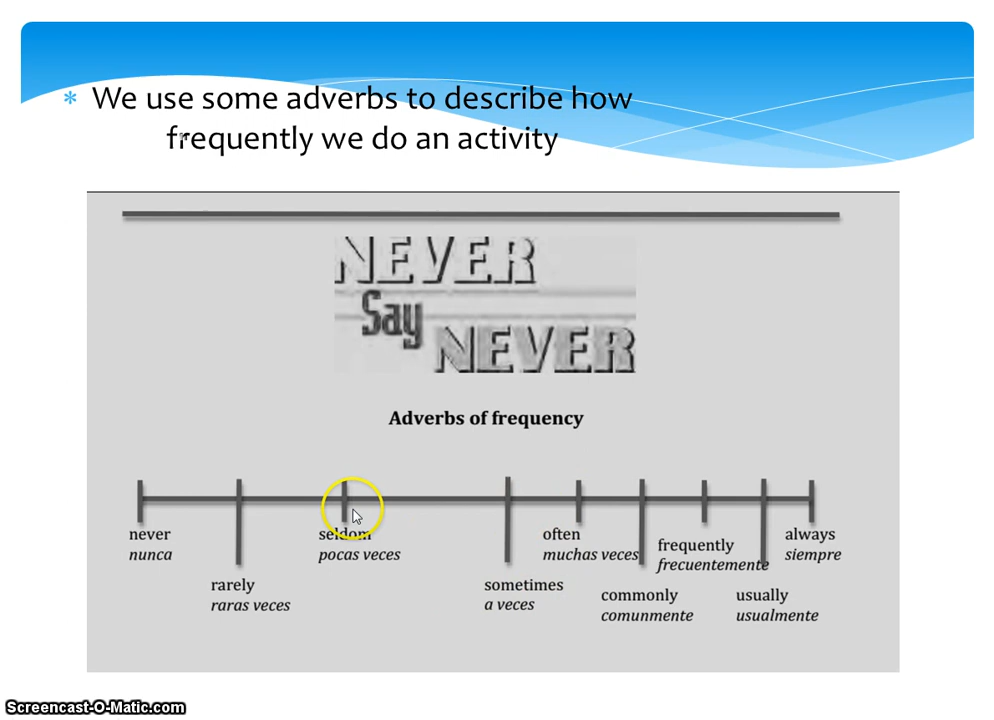 * We use some adverbs to describe how
frequently we do an activity
NEVER
Say
NEVER
Adverbs of frequency
never
nunca
rarely
raras veces
seldom
pocas veces
sometimes
a veces
often
muchas veces
commonly
comunmente
frequently
frecuentemente
usually
usualmente
always
siempre
Screencast-O-Matic.com